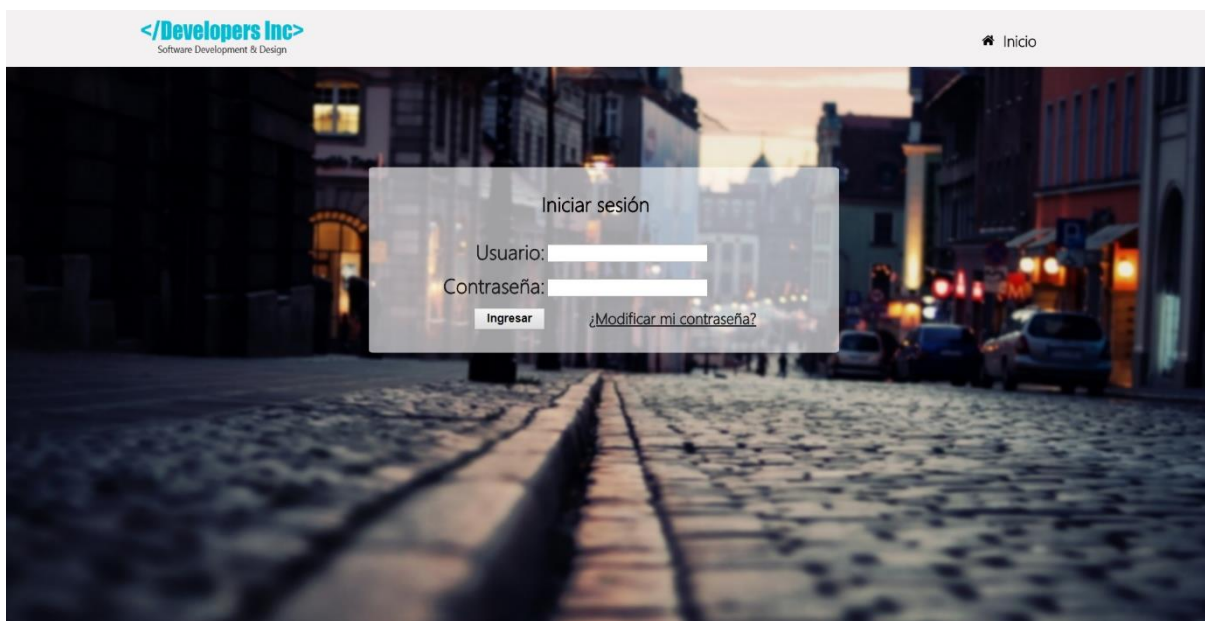 </Developers Inc>
Software Development & Design
Inicio
Iniciar sesión
Usuario:
Contraseña:
Ingresar
¿Modificar mi contraseña?
P